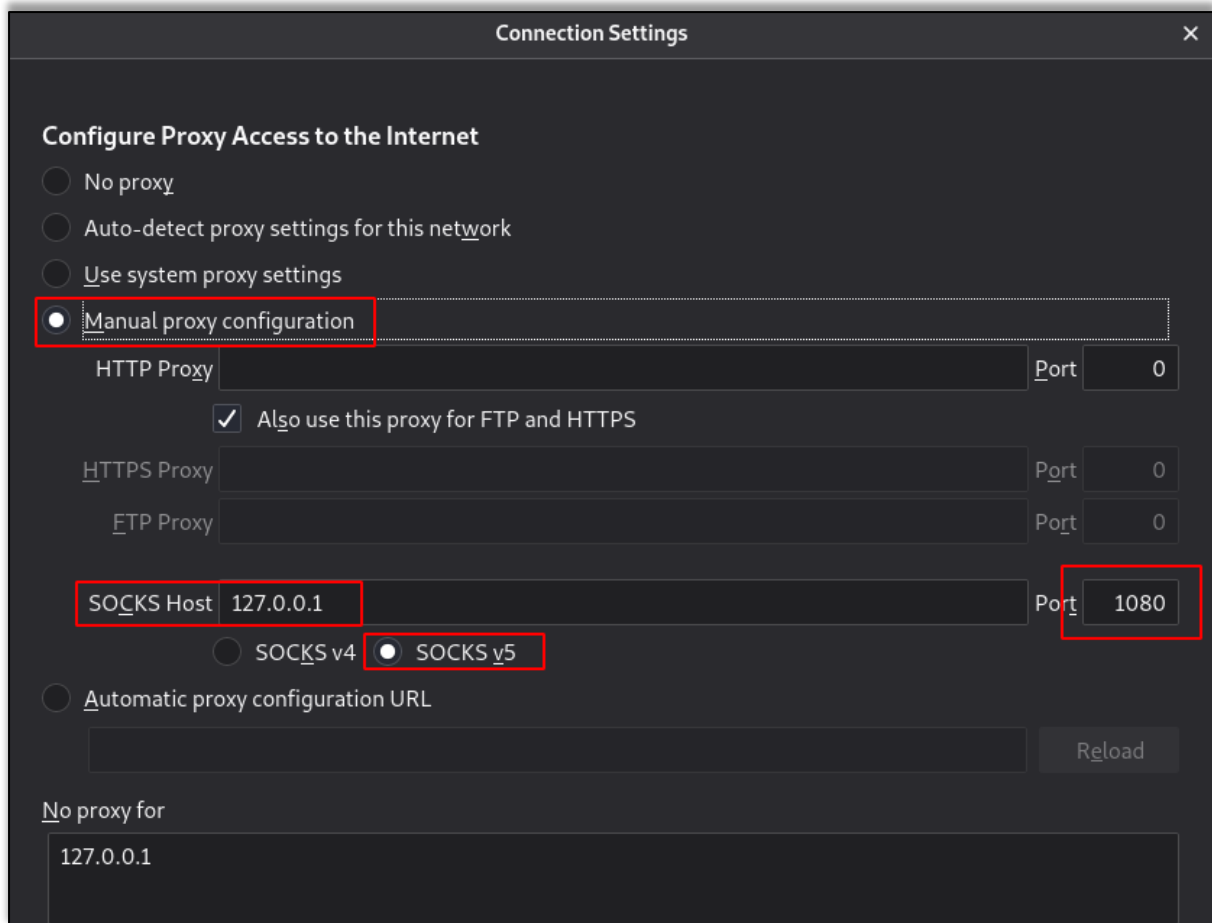 Connection Settings
Configure Proxy Access to the Internet
No proxy
Auto-detect proxy settings for this network
Use system proxy settings
Manual proxy configuration
HTTP Proxy Port 0
Also use this proxy for FTP and HTTPS
HTTPS Proxy Port 0
FTP Proxy Port 0
SOCKS Host 127.0.0.1 Port 1080
SOCKS v4 SOCKS v5
Automatic proxy configuration URL
Reload
No proxy for
127.0.0.1